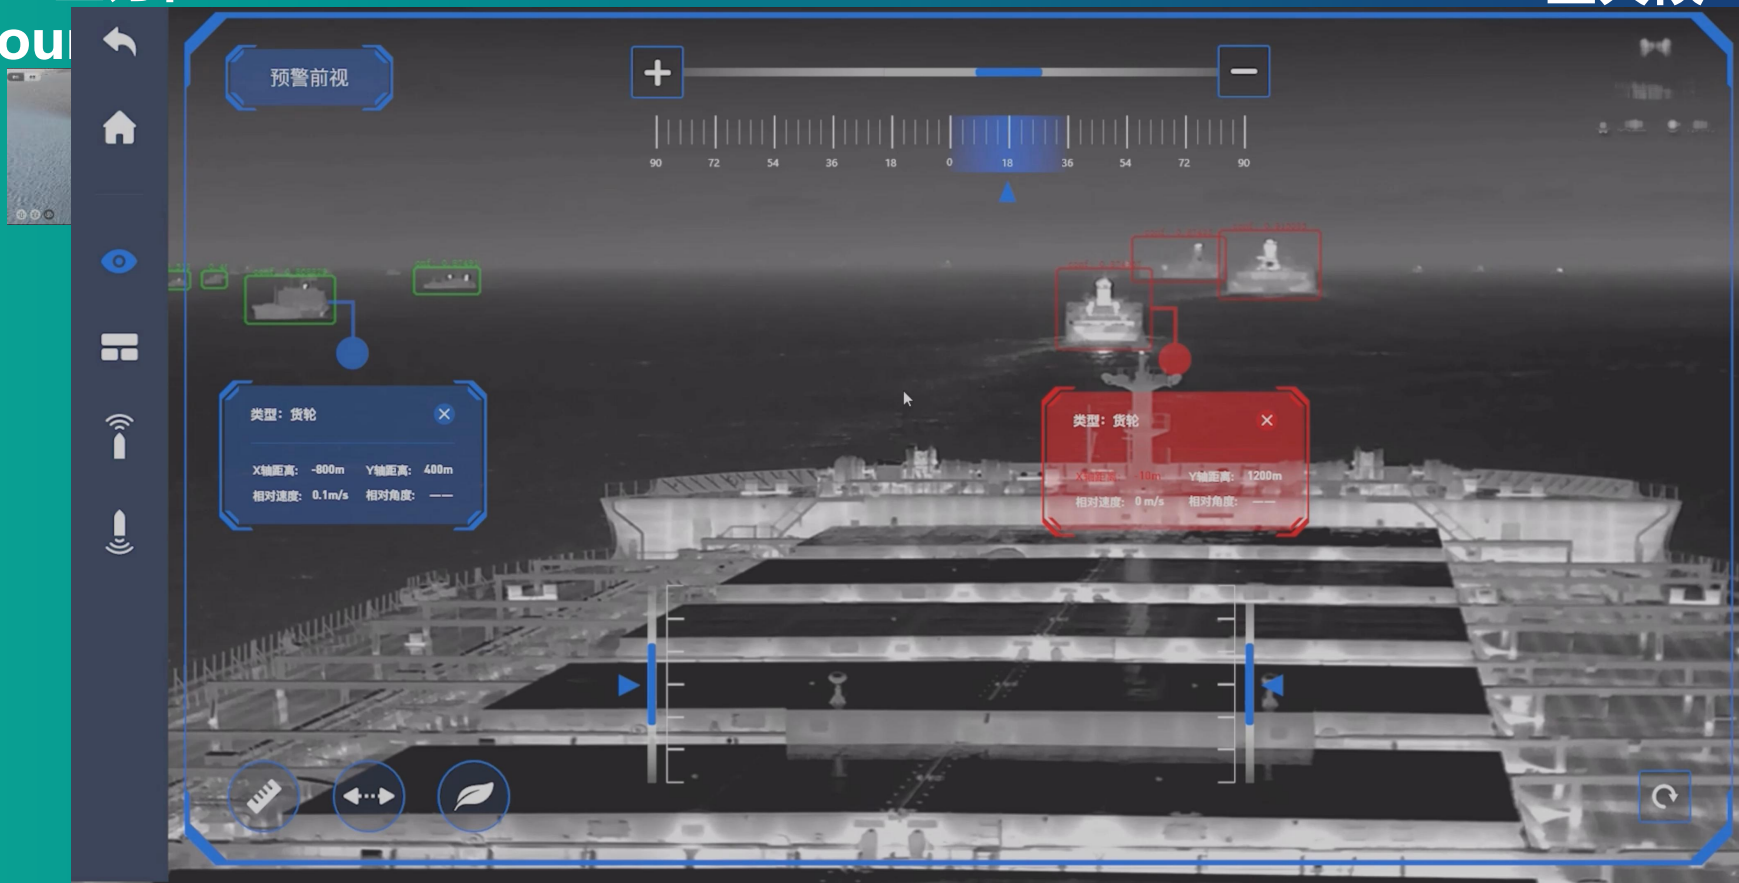 our
预警前视
90 72 54 36 18 0 18 36 54 72 90
类型: 货轮
X轴距离: -800m Y轴距离: 400m
相对速度: 0.1m/s 相对角度: ——
类型: 货轮
10m Y轴距离: 1200m
相对速度: 0 m/s 相对角度: ——